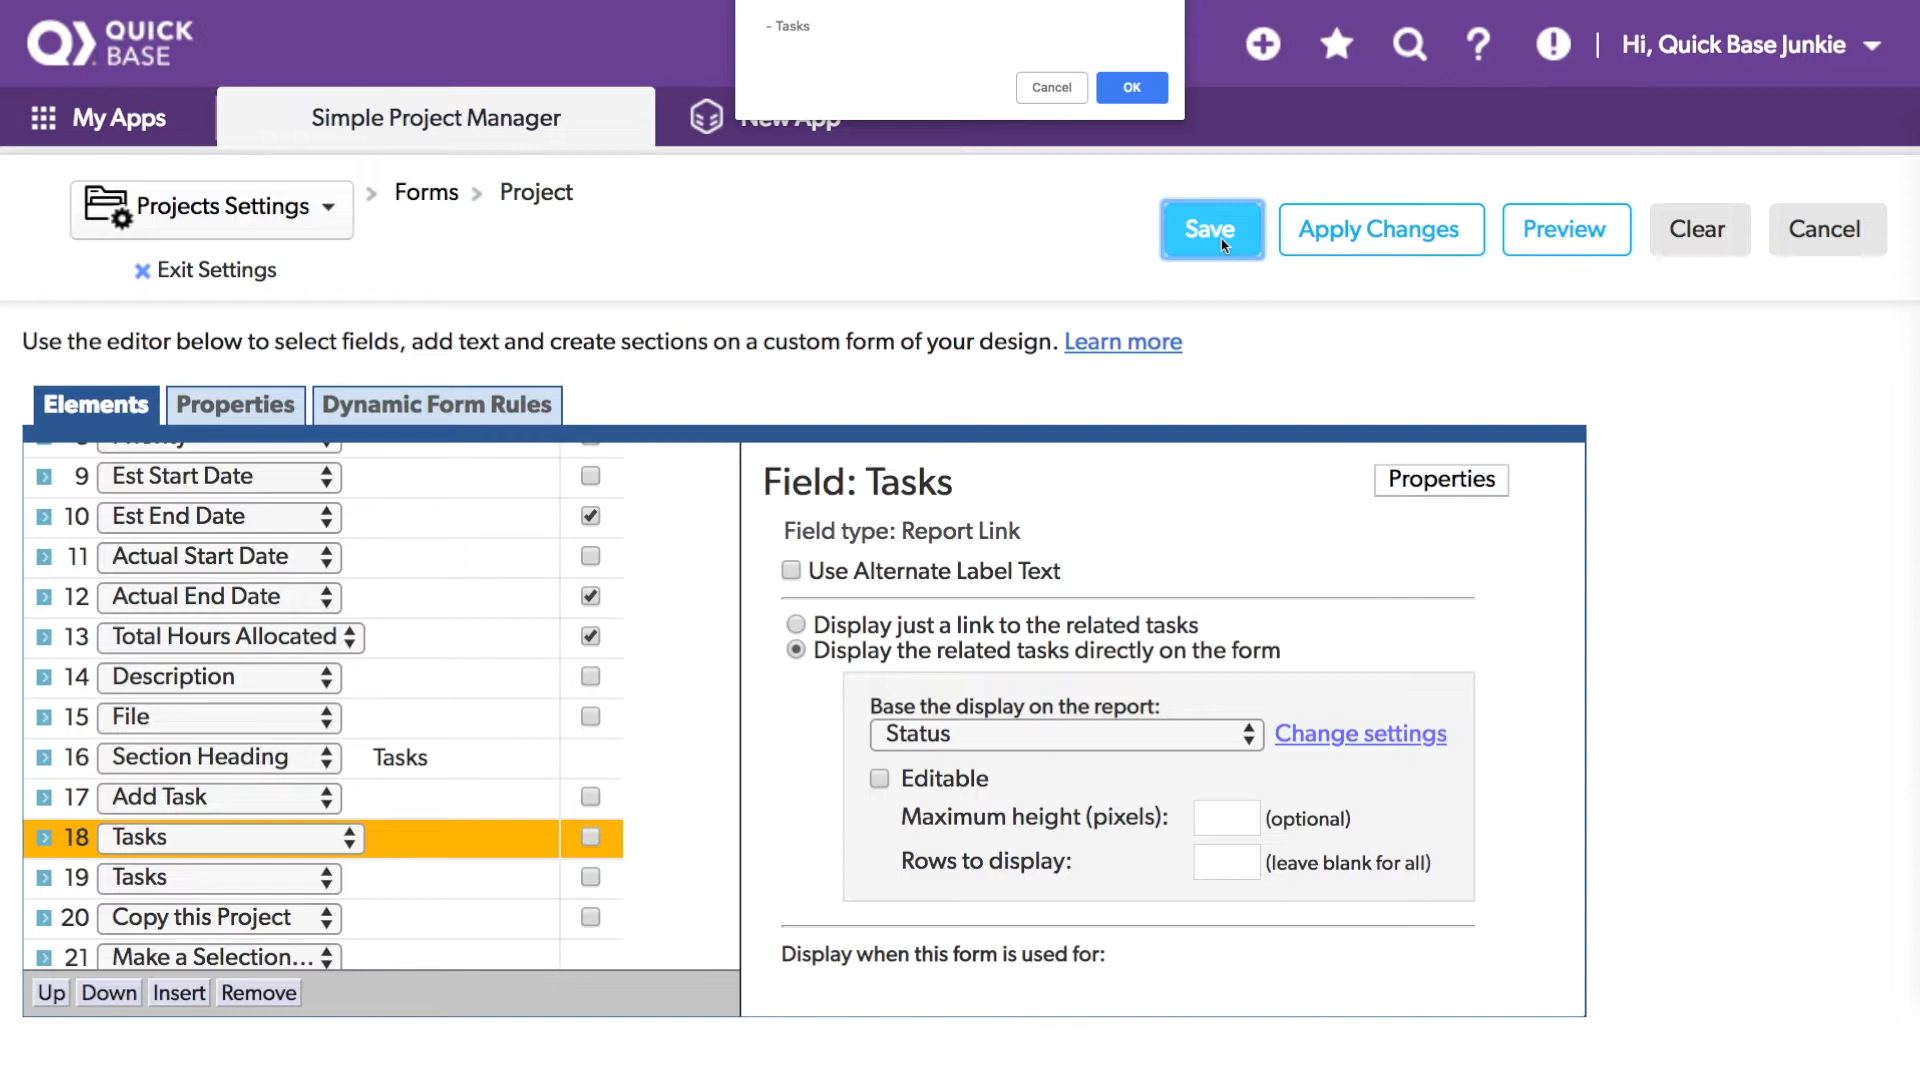 QUICK
BASE
- Tasks
Cancel
OK
Hi, Quick Base Junkie
My Apps
Simple Project Manager
New App
Projects Settings
Forms
Project
Exit Settings
Save
Apply Changes
Preview
Clear
Cancel
Use the editor below to select fields, add text and create sections on a custom form of your design. Learn more
Elements
Properties
Dynamic Form Rules
9 Est Start Date
10 Est End Date
11 Actual Start Date
12 Actual End Date
13 Total Hours Allocated
14 Description
15 File
16 Section Heading Tasks
17 Add Task
18 Tasks
19 Tasks
20 Copy this Project
21 Make a Selection...
Up Down Insert Remove
Field: Tasks
Properties
Field type: Report Link
Use Alternate Label Text
Display just a link to the related tasks
Display the related tasks directly on the form
Base the display on the report:
Status Change settings
Editable
Maximum height (pixels): (optional)
Rows to display: (leave blank for all)
Display when this form is used for: